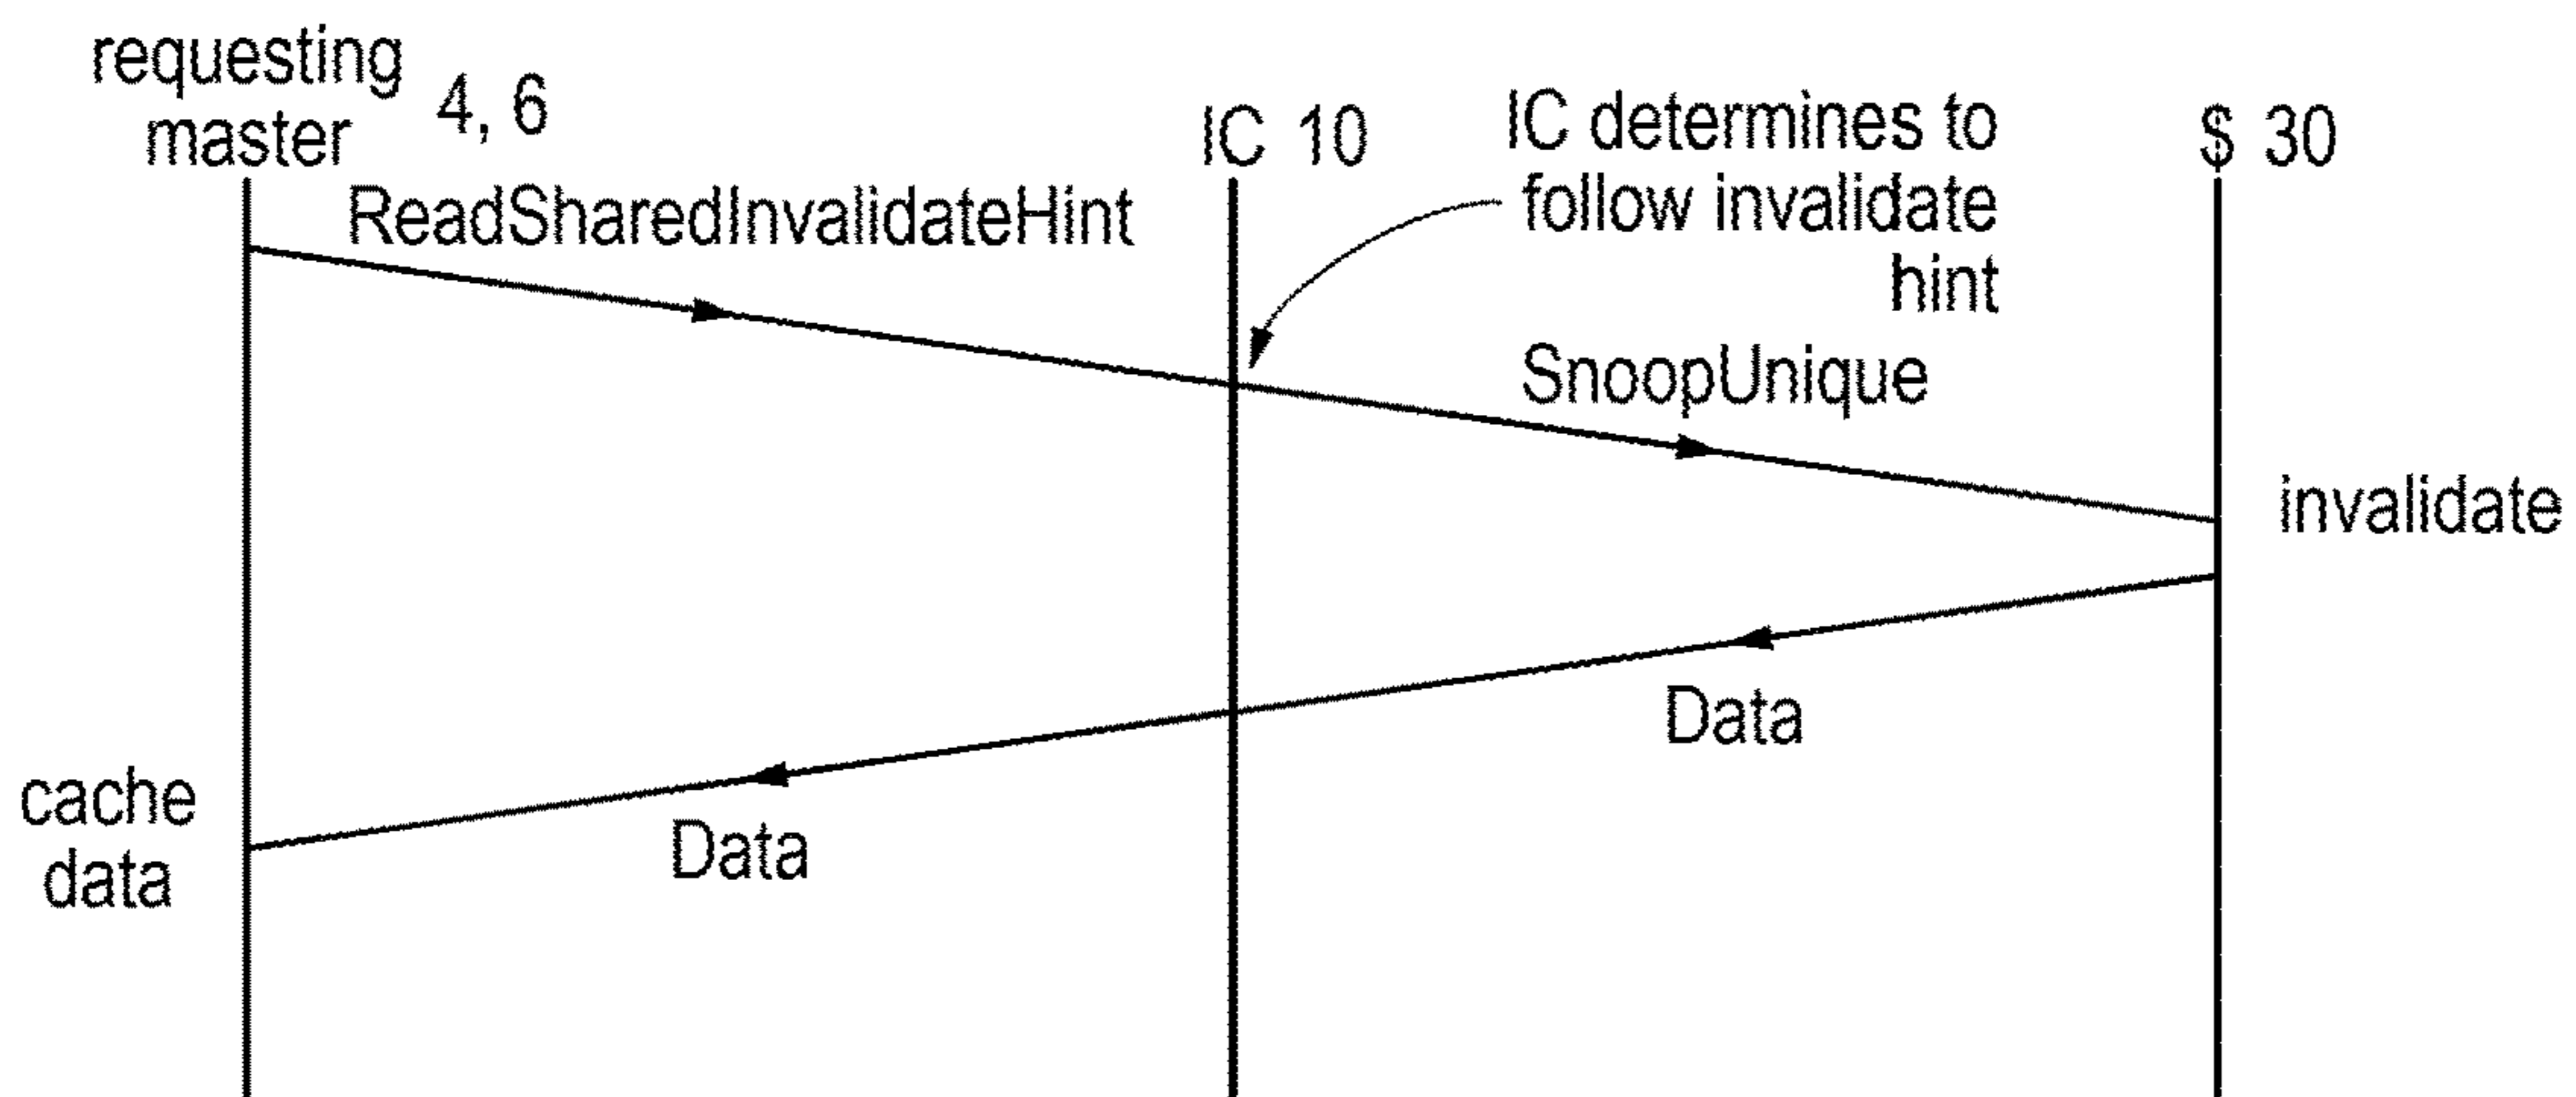 requesting
master 4, 6
IC 10
IC determines to
follow invalidate
hint
$ 30
ReadSharedInvalidateHint
SnoopUnique
invalidate
Data
Data
cache
data